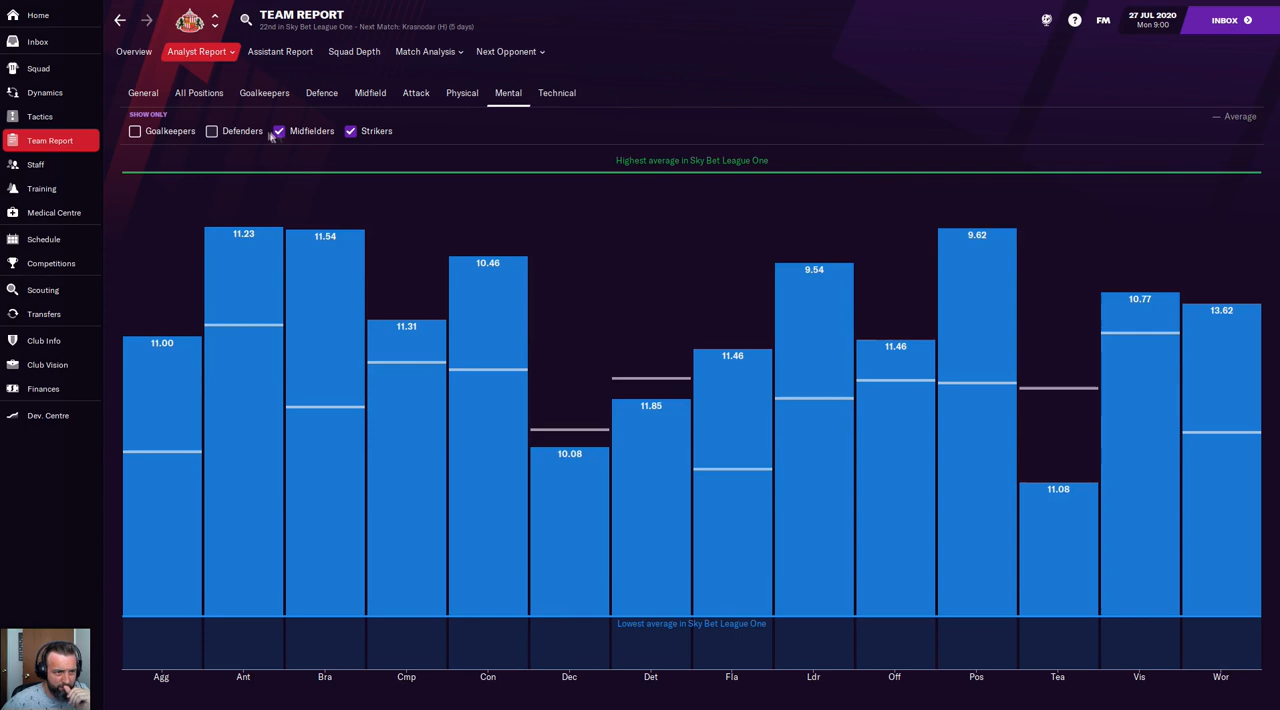 Home
Inbox
Squad
Dynamics
Tactics
Team Report
Staff
Training
Medical Centre
Schedule
Competitions
Scouting
Transfers
Club Info
Club Vision
Finances
Dev. Centre
TEAM REPORT
22nd in Sky Bet League One - Next Match: Krasnodar (H) (5 days)
? FM 27 JUL 2020 INBOX
Mon 9:00
Overview Analyst Report Assistant Report Squad Depth Match Analysis Next Opponent
General All Positions Goalkeepers Defence Midfield Attack Physical Mental Technical
SHOW ONLY
Average
Goalkeepers Defenders Midfielders Strikers
Highest average in Sky Bet League One
11.00 11.23 11.54 11.31 10.46 10.08 11.85 11.46 9.54 11.46 9.62 11.08 10.77 13.62
Lowest average in Sky Bet League One
Agg Ant Bra Cmp Con Dec Det Fla Ldr Off Pos Tea Vis Wor